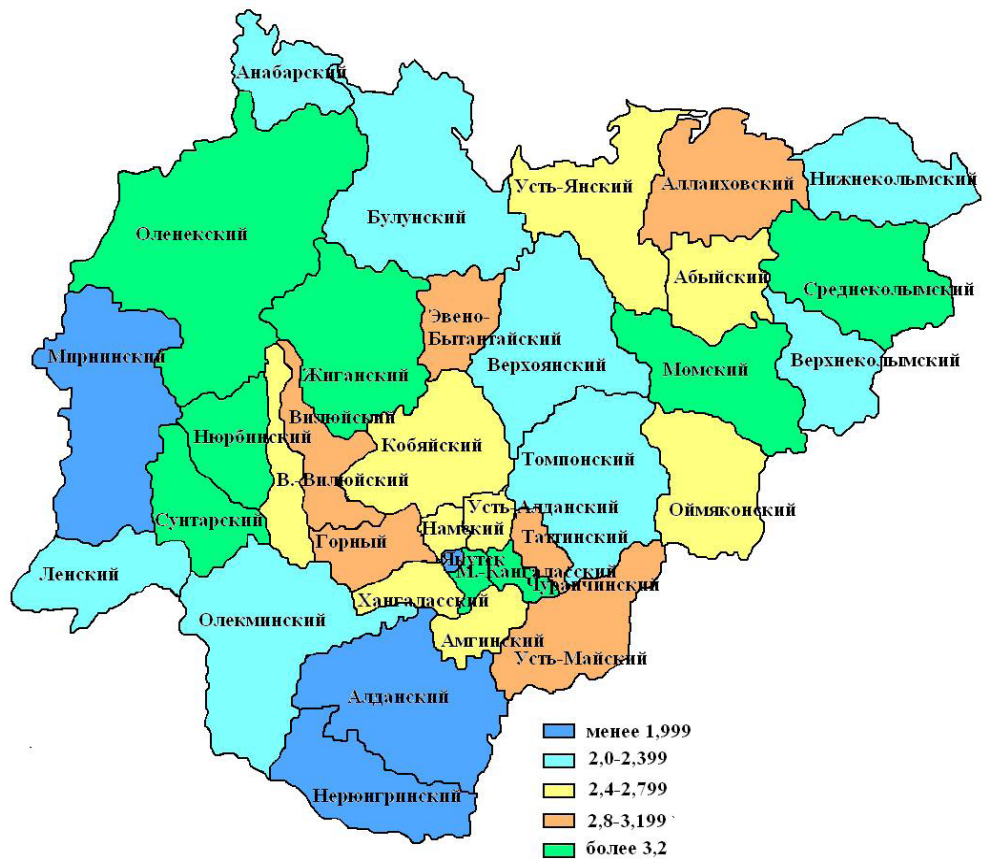 Анабарский
Усть-Янский
Аллаиховский
Нижнеколымский
Булунский
Оленекский
Абыйский
Среднеколымский
Эвено-
Бытантайский
Мирнинский
Верхоянский
Верхнеколымский
Жиганский
Момский
Вилюйский
Нюрбинский
Кобяйский
Томпонский
В.-Вилюйский
Усть-Алданский
Оймяконский
Сунтарский
Намский
Горный
Таттинский
Якутск
М.-Кангаласский
Чурапчинский
Ленский
Хангаласский
Олекминский
Амгинский
Усть-Майский
Алданский
Нерюнгринский
менее 1,999
2,0-2,399
2,4-2,799
2,8-3,199
более 3,2